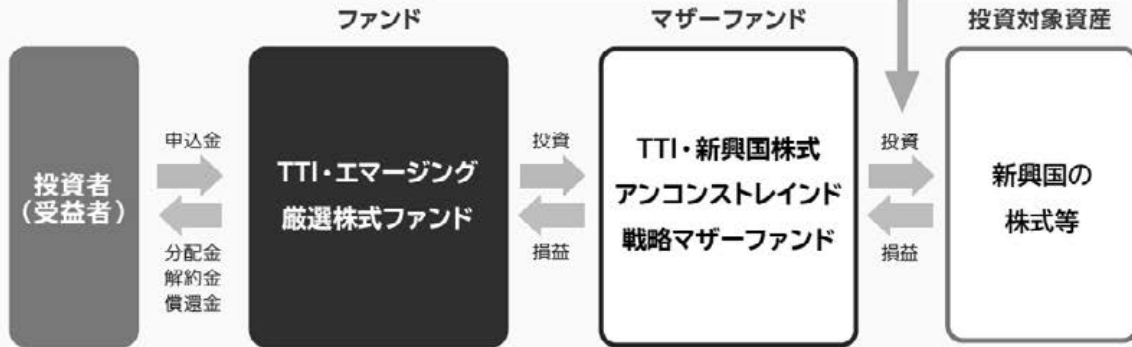 ファンド
マザーファンド
投資対象資産
投資者
（受益者）
申込金
分配金
解約金
償還金
TTI・エマージング
厳選株式ファンド
投資
損益
TTI・新興国株式
アンコンストレインド
戦略マザーファンド
投資
損益
新興国の
株式等